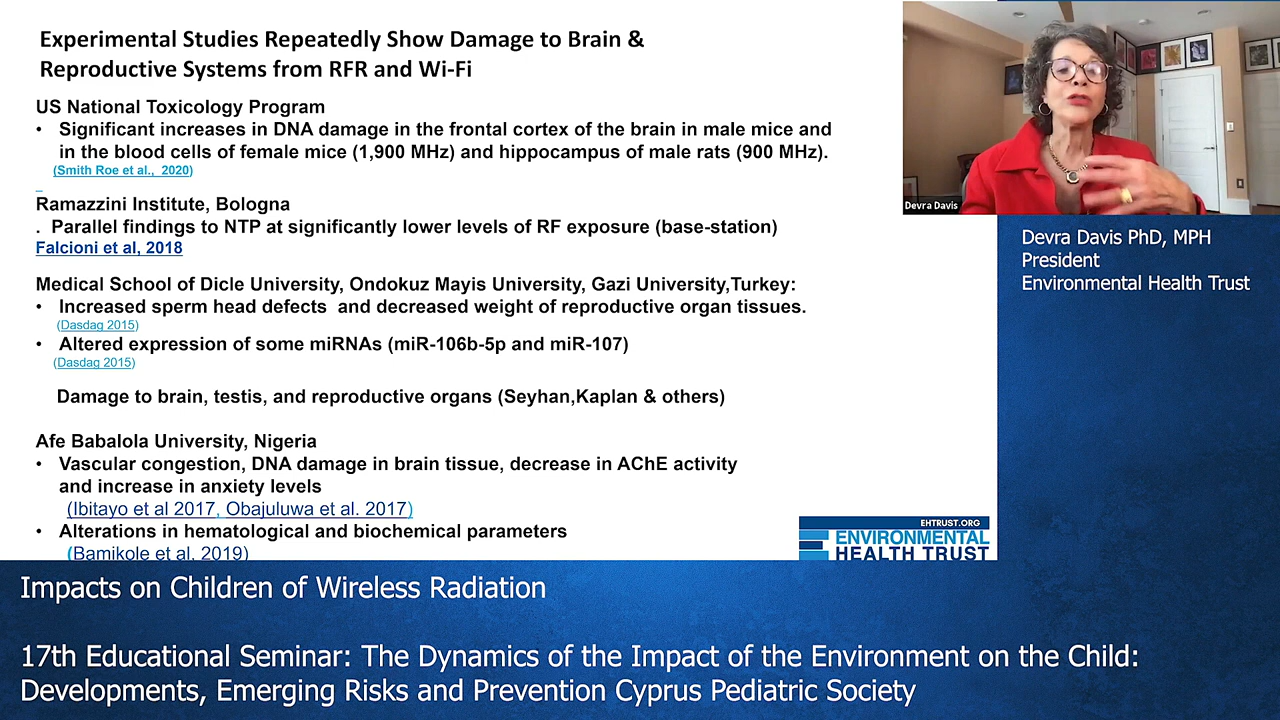 Experimental Studies Repeatedly Show Damage to Brain &
Reproductive Systems from RFR and Wi-Fi
US National Toxicology Program
• Significant increases in DNA damage in the frontal cortex of the brain in male mice and
in the blood cells of female mice (1,900 MHz) and hippocampus of male rats (900 MHz).
(Smith Roe et al., 2020)
Ramazzini Institute, Bologna
. Parallel findings to NTP at significantly lower levels of RF exposure (base-station)
Falcioni et al, 2018
Medical School of Dicle University, Ondokuz Mayis University, Gazi University,Turkey:
• Increased sperm head defects and decreased weight of reproductive organ tissues.
(Dasdag 2015)
• Altered expression of some miRNAs (miR-106b-5p and miR-107)
(Dasdag 2015)
Damage to brain, testis, and reproductive organs (Seyhan,Kaplan & others)
Afe Babalola University, Nigeria
• Vascular congestion, DNA damage in brain tissue, decrease in AChE activity
and increase in anxiety levels
(Ibitayo et al 2017, Obajuluwa et al. 2017)
• Alterations in hematological and biochemical parameters
(Bamikole et al. 2019)
EHTRUST.ORG
ENVIRONMENTAL
HEALTH TRUST
Devra Davis
Devra Davis PhD, MPH
President
Environmental Health Trust
Impacts on Children of Wireless Radiation
17th Educational Seminar: The Dynamics of the Impact of the Environment on the Child:
Developments, Emerging Risks and Prevention Cyprus Pediatric Society